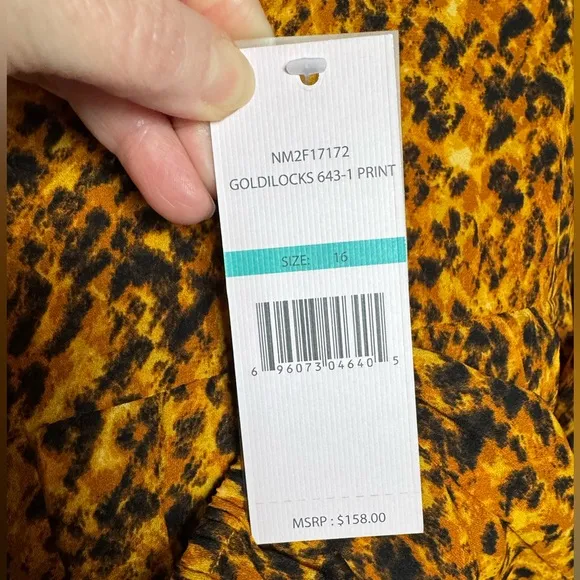 NM2F17172
GOLDILOCKS 643-1 PRINT
SIZE: 16
6 96073 04640 5
MSRP : $158.00